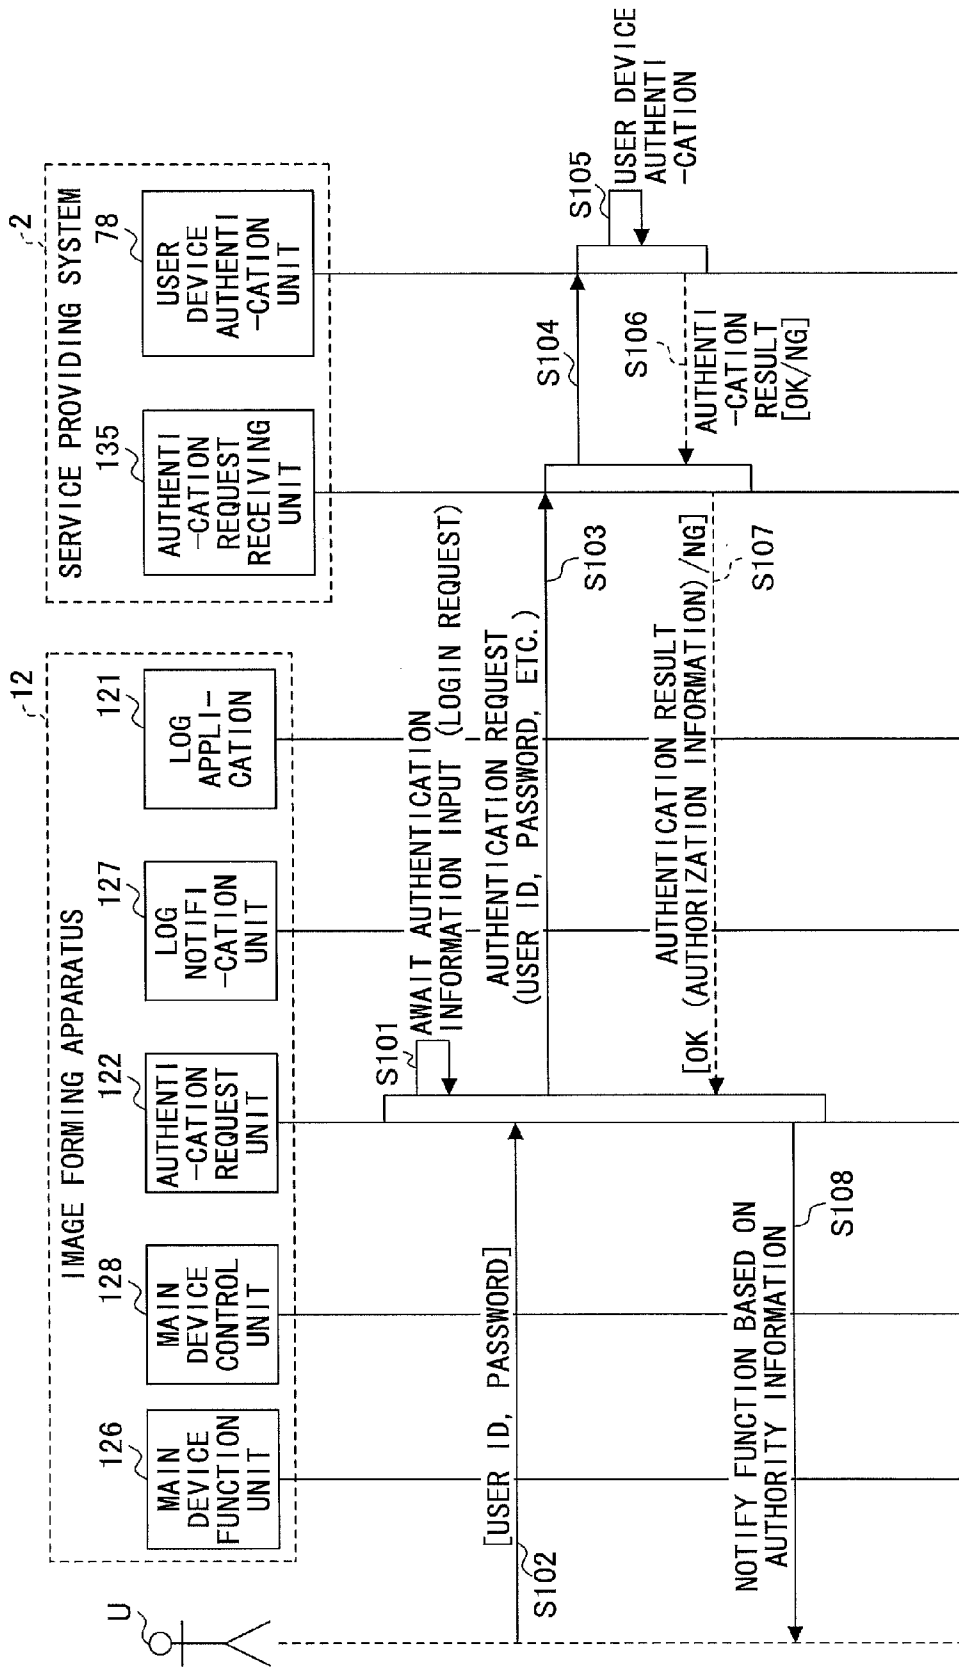 U
IMAGE FORMING APPARATUS
12
126
MAIN
DEVICE
FUNCTION
UNIT
128
MAIN
DEVICE
CONTROL
UNIT
122
AUTHENTI
-CATION
REQUEST
UNIT
127
LOG
NOTIFI
-CATION
UNIT
121
LOG
APPLI-
CATION
SERVICE PROVIDING SYSTEM
2
135
AUTHENTI
-CATION
REQUEST
RECEIVING
UNIT
78
USER
DEVICE
AUTHENTI
-CATION
UNIT
S101
AWAIT AUTHENTICATION
INFORMATION INPUT (LOGIN REQUEST)
[USER ID, PASSWORD]
S102
AUTHENTICATION REQUEST
(USER ID, PASSWORD, ETC.)
S103
S104
S105
USER DEVICE
AUTHENTI
-CATION
S106
AUTHENTI
-CATION
RESULT
[OK/NG]
AUTHENTICATION RESULT
[OK (AUTHORIZATION INFORMATION)/NG]
S107
NOTIFY FUNCTION BASED ON
AUTHORITY INFORMATION
S108